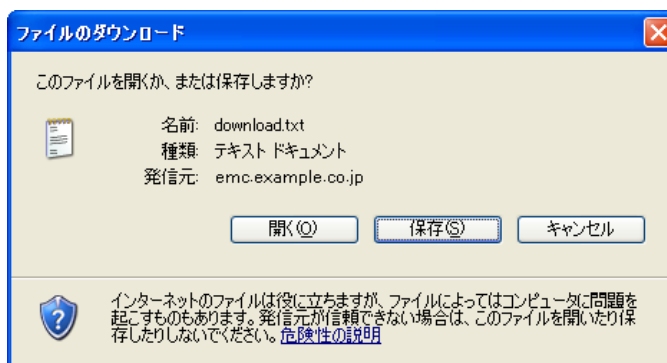 ファイルのダウンロード
このファイルを開くか、または保存しますか?
名前: download.txt
種類: テキスト ドキュメント
発信元: emc.example.co.jp
開く(O) 保存(S) キャンセル
インターネットのファイルは役に立ちますが、ファイルによってはコンピュータに問題を
起こすものもあります。発信元が信頼できない場合は、このファイルを開いたり保
存したりしないでください。危険性の説明